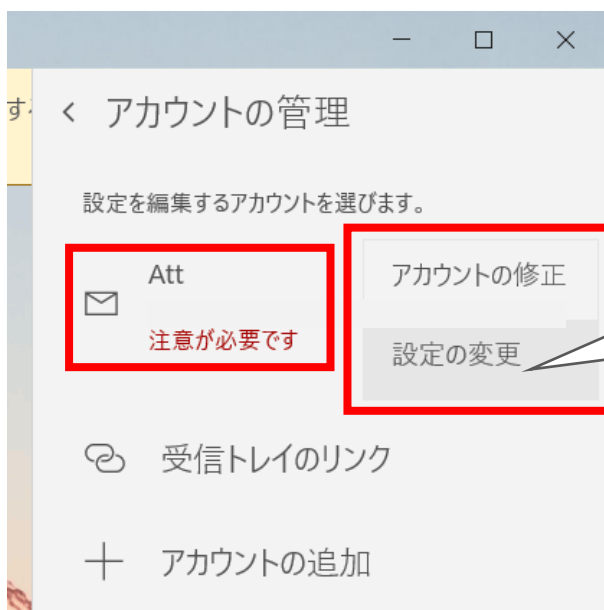 す
アカウントの管理
設定を編集するアカウントを選びます。
Att
注意が必要です
アカウントの修正
設定の変更
受信トレイのリンク
アカウントの追加